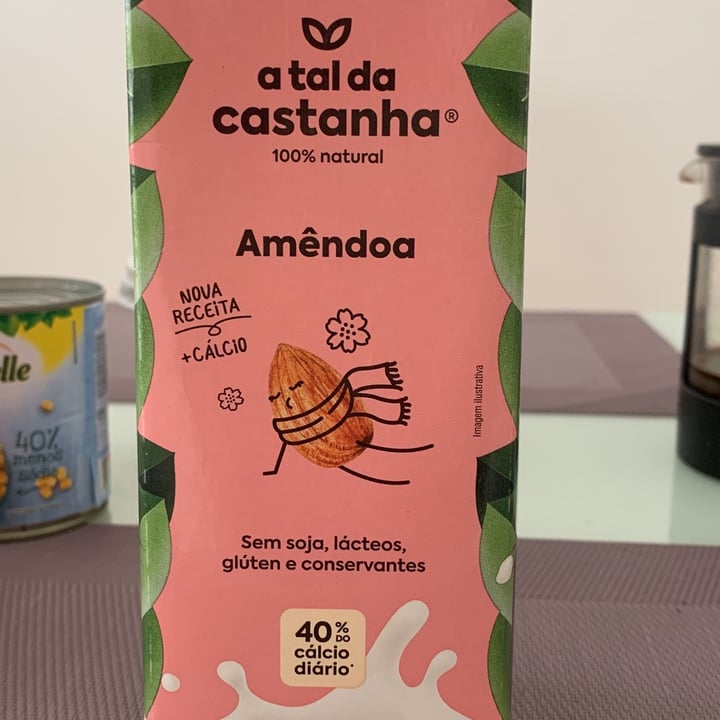 a tal da
castanha®
100% natural
Amêndoa
NOVA
RECEITA
+CÁLCIO
Imagem ilustrativa
Sem soja, lácteos,
glúten e conservantes
40% DO
cálcio
diário*
elle
40%
menos
Sódio